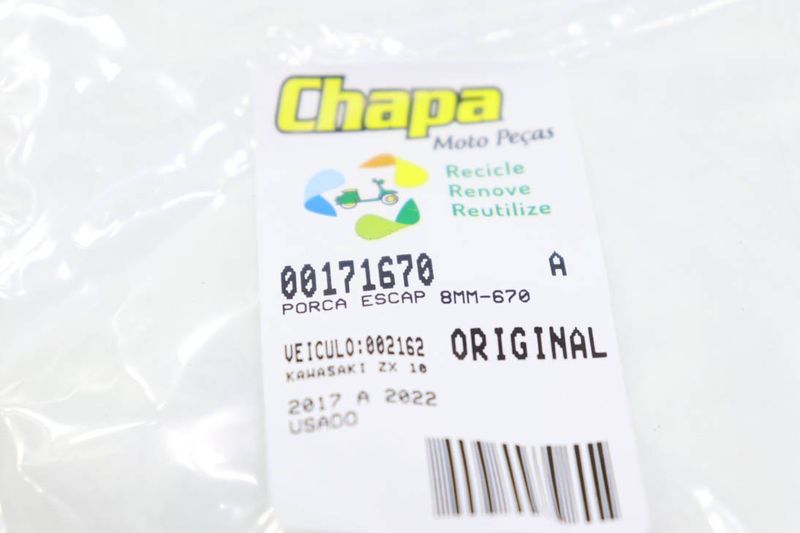 Chapa
Moto Peças
Recicle
Renove
Reutilize
00171670 A
PORCA ESCAP 8MM-670
VEICULO:002162 ORIGINAL
KAWASAKI ZX 10
2017 A 2022
USADO